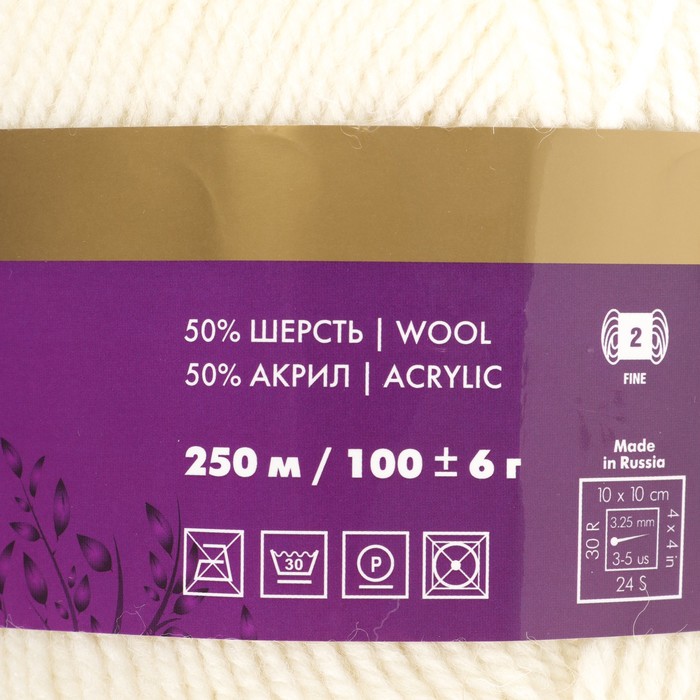 50% ШЕРСТЬ | WOOL
50% АКРИЛ | ACRYLIC
250 м / 100 ± 6 г
30
P
2
FINE
Made
in Russia
10 x 10 cm
30 R
3.25 mm
3-5 us
4 x 4 in
24 S